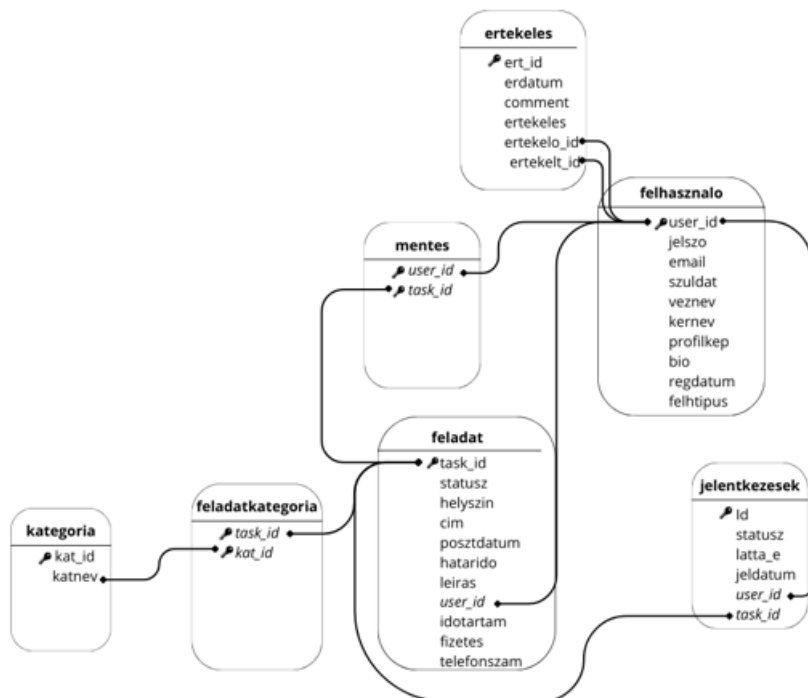 ertekeles
ert_id
erdatum
comment
ertekeles
ertekelo_id
ertekelt_id
felhasznalo
user_id
jelszo
email
szuldat
veznev
kernev
profilkep
bio
regdatum
felhtipus
mentes
user_id
task_id
feladat
task_id
statusz
helyszin
cim
posztdatum
hatarido
leiras
user_id
idotartam
fizetes
telefonszam
feladatkategoria
task_id
kat_id
kategoria
kat_id
katnev
jelentkezesek
Id
statusz
latta_e
jeldatum
user_id
task_id